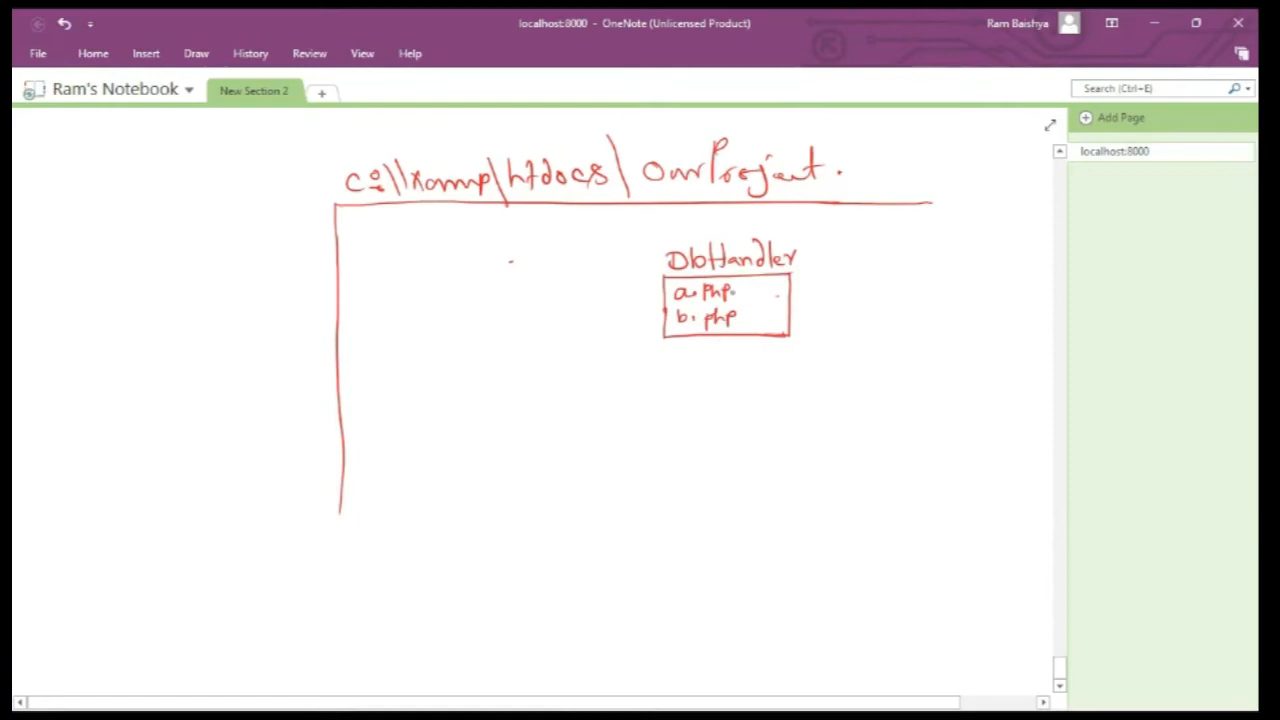 localhost:8000 - OneNote (Unlicensed Product)
Ram Baishya
File Home Insert Draw History Review View Help
Ram's Notebook
New Section 2
Search (Ctrl+E)
Add Page
localhost:8000
c:\\Xamp\htdocs\OurProject.
DbHandler
a.php
b.php